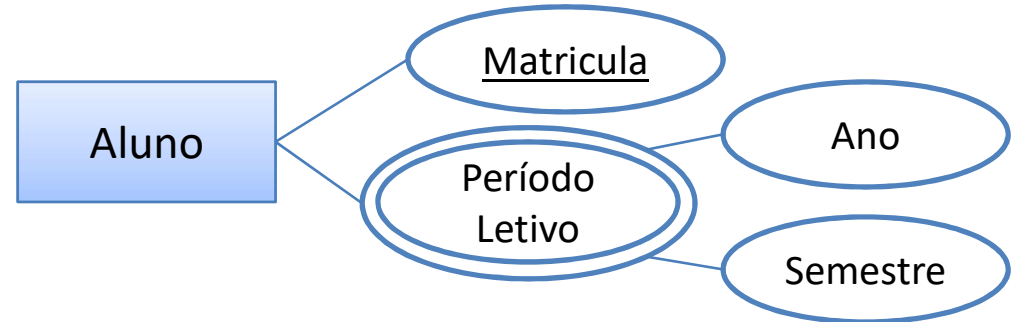 Matricula
Aluno
Ano
Período
Letivo
Semestre